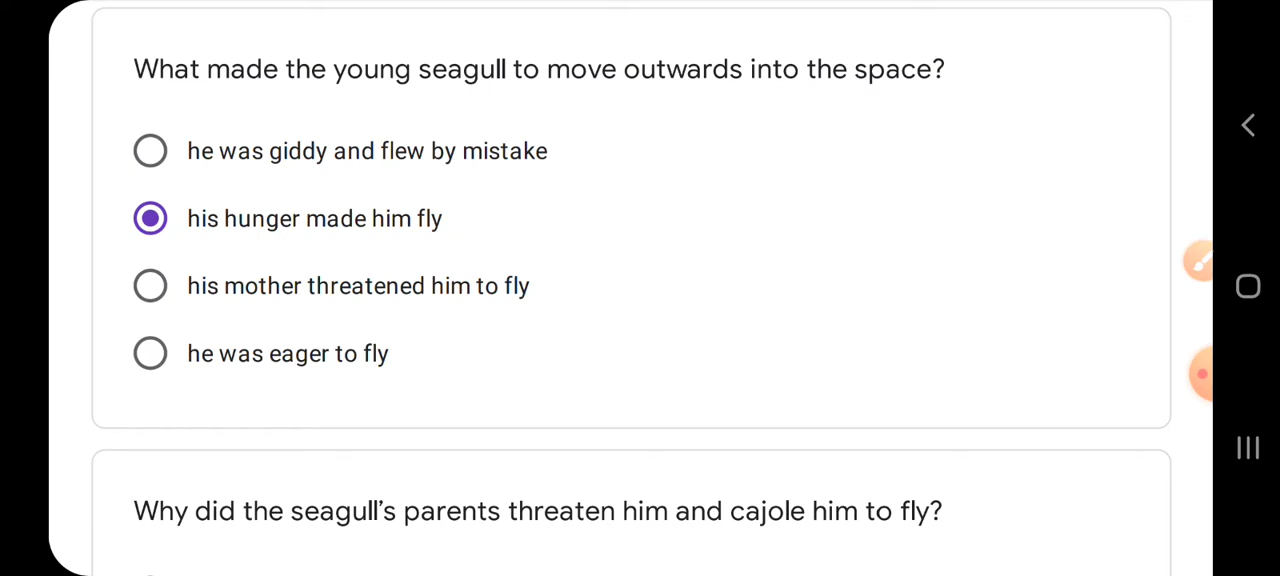 What made the young seagull to move outwards into the space?
he was giddy and flew by mistake
his hunger made him fly
his mother threatened him to fly
he was eager to fly
Why did the seagull's parents threaten him and cajole him to fly?